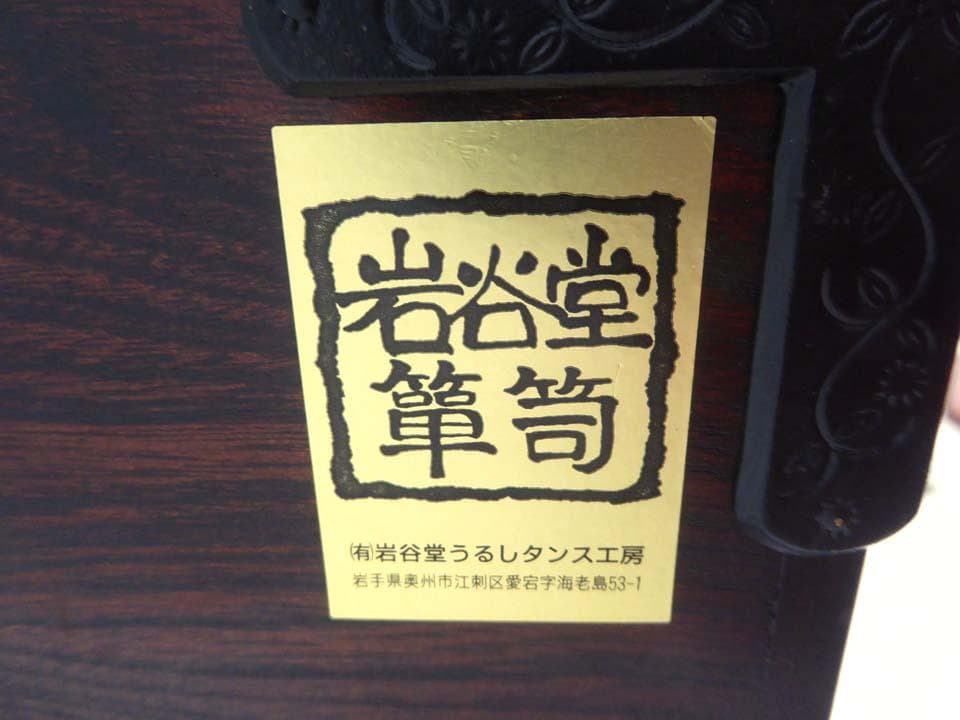 岩谷堂
箪笥
㈲岩谷堂うるしタンス工房
岩手県奥州市江刺区愛宕字海老島53-1